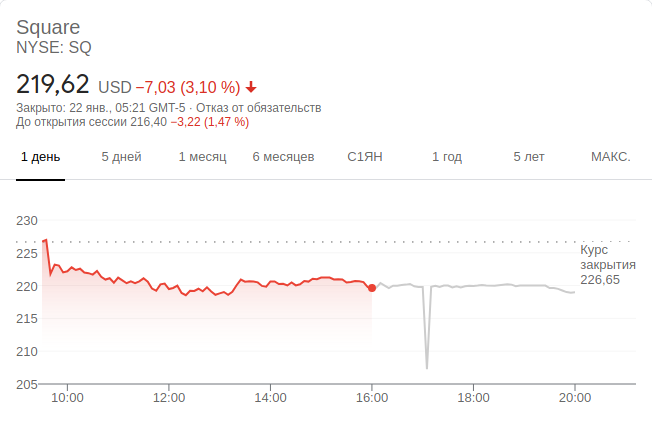 Square
NYSE: SQ
219,62 USD −7,03 (3,10 %)
Закрыто: 22 янв., 05:21 GMT-5 · Отказ от обязательств
До открытия сессии 216,40 −3,22 (1,47 %)
1 день 5 дней 1 месяц 6 месяцев С1ЯН 1 год 5 лет МАКС.
230
225
220
215
210
205
Курс
закрытия
226,65
10:00 12:00 14:00 16:00 18:00 20:00